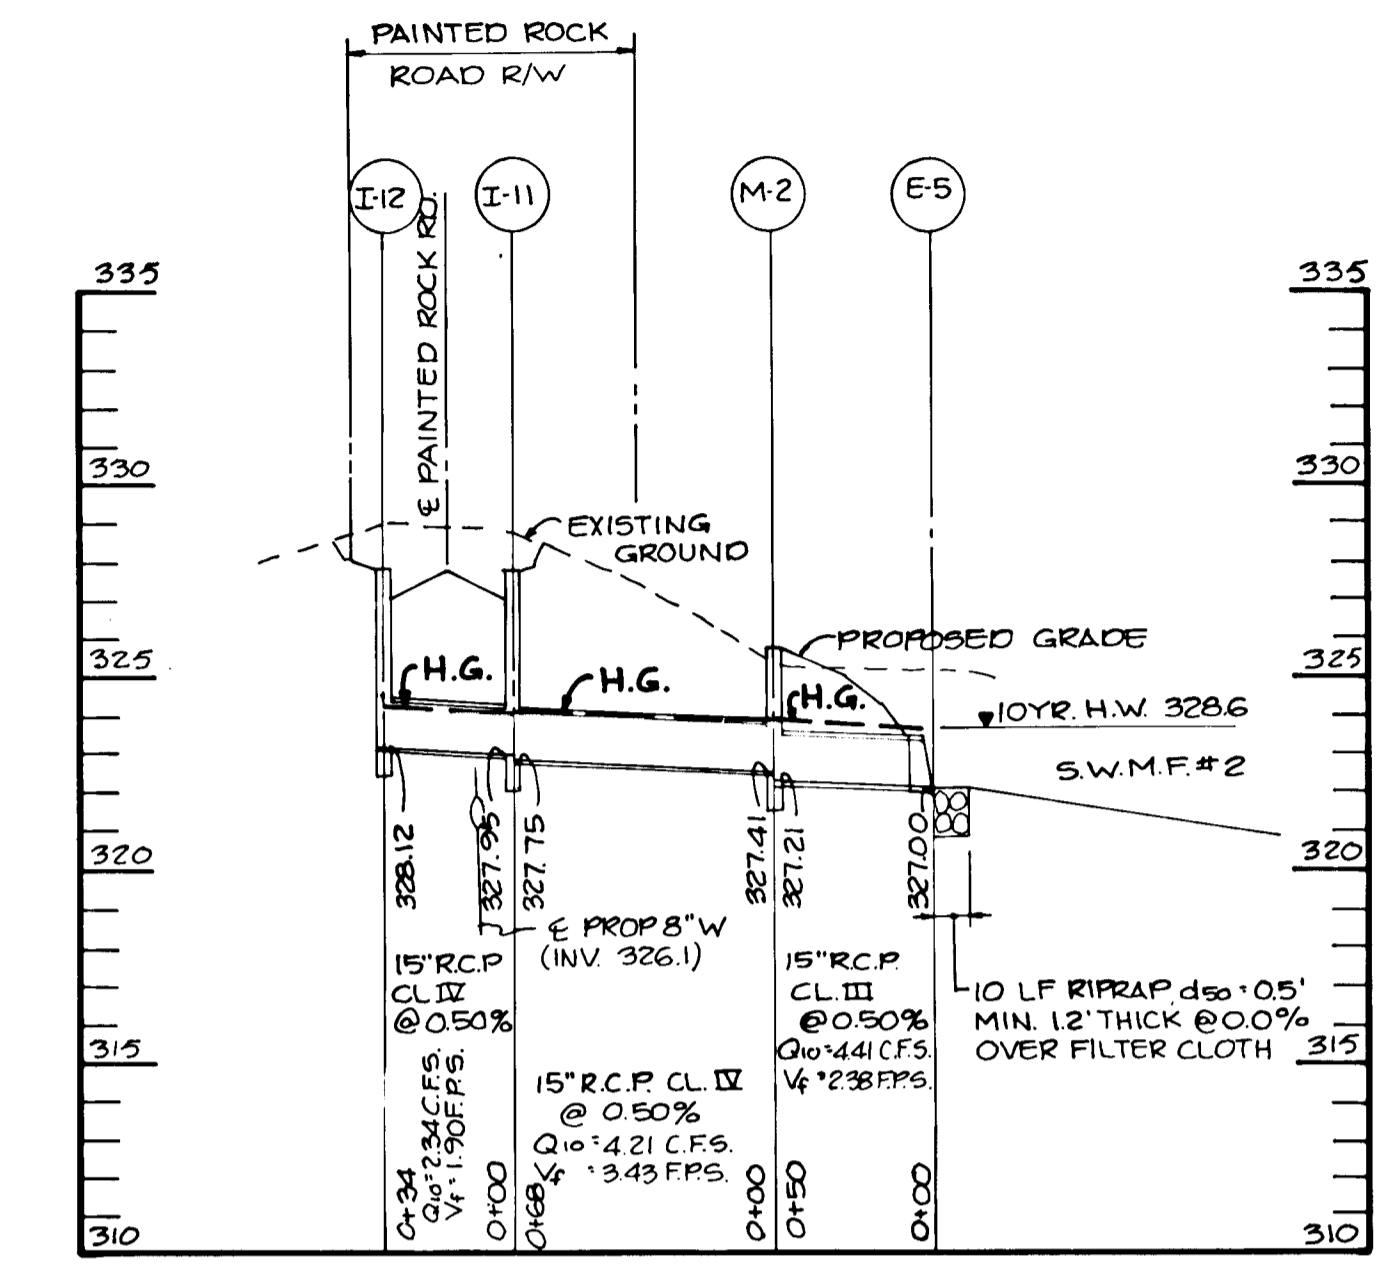 PAINTED ROCK
ROAD R/W
I-12
I-11
M-2
E-5
℄ PAINTED ROCK RD.
335
335
330
330
EXISTING
GROUND
PROPOSED GRADE
325
325
H.G.
H.G.
H.G.
10YR. H.W. 328.6
S.W.M.F. #2
320
320
328.12
327.95
327.75
327.41
327.21
327.00
℄ PROP 8" W
(INV. 326.1)
15" R.C.P
CL IV
@ 0.50%
Q10=2.34 C.F.S.
Vf=1.90 F.P.S.
15" R.C.P. CL. IV
@ 0.50%
Q10=4.21 C.F.S.
Vf=3.43 F.P.S.
15" R.C.P.
CL. III
@0.50%
Q10=4.41 C.F.S.
Vf=2.38 F.P.S.
10 LF RIPRAP d50=0.5'
MIN. 1.2' THICK @0.0%
OVER FILTER CLOTH
315
315
0+34
0+00
0+68
0+00
0+50
0+00
310
310